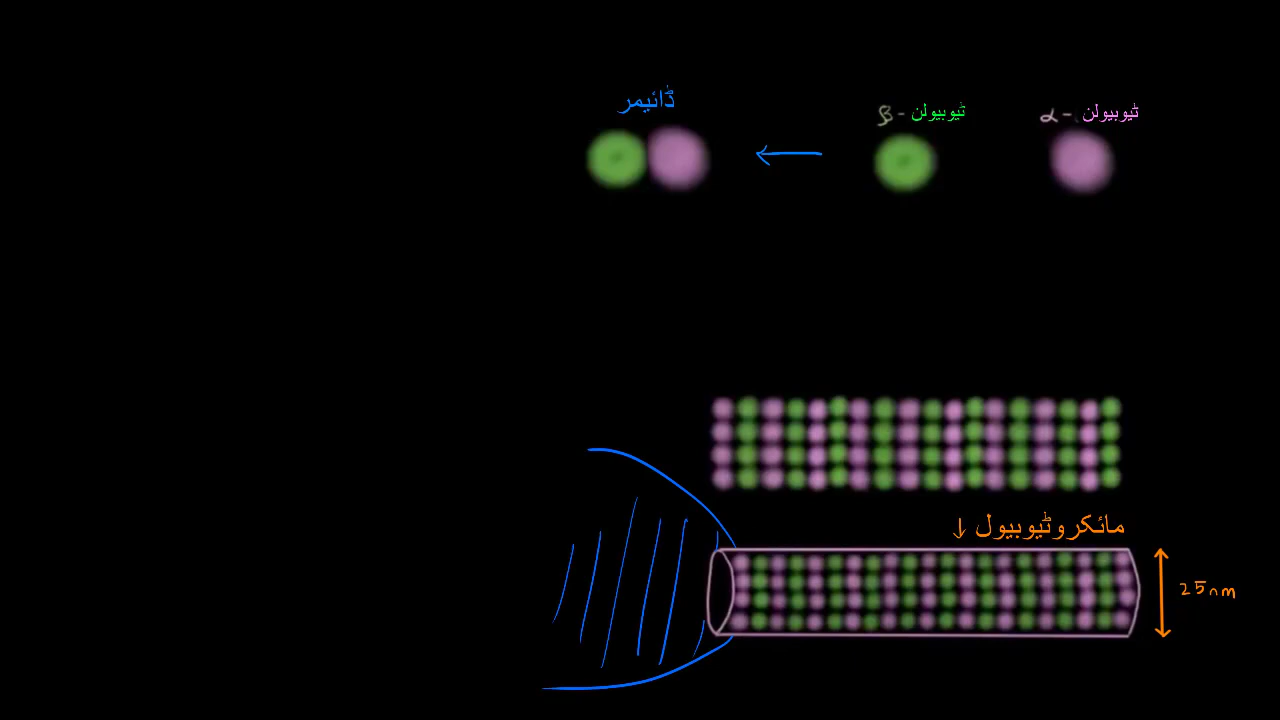 ڈائیمر
α- ٹیوبیولن
β- ٹیوبیولن
مائکروٹیوبیول ↓
25nm